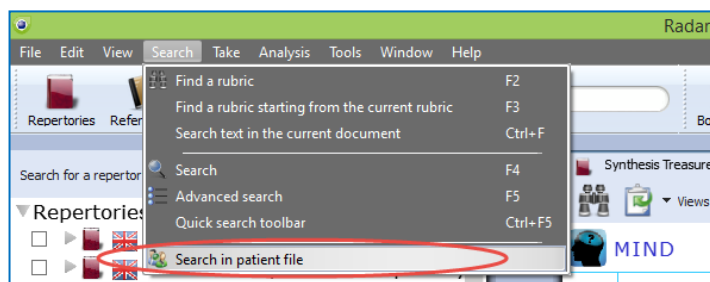 Radar
File Edit View Search Take Analysis Tools Window Help
Find a rubric F2
Find a rubric starting from the current rubric F3
Search text in the current document Ctrl+F
Search F4
Advanced search F5
Quick search toolbar Ctrl+F5
Search in patient file
Repertories Refer
Bo
Search for a repertor
Repertories
Synthesis Treasure
Views
MIND